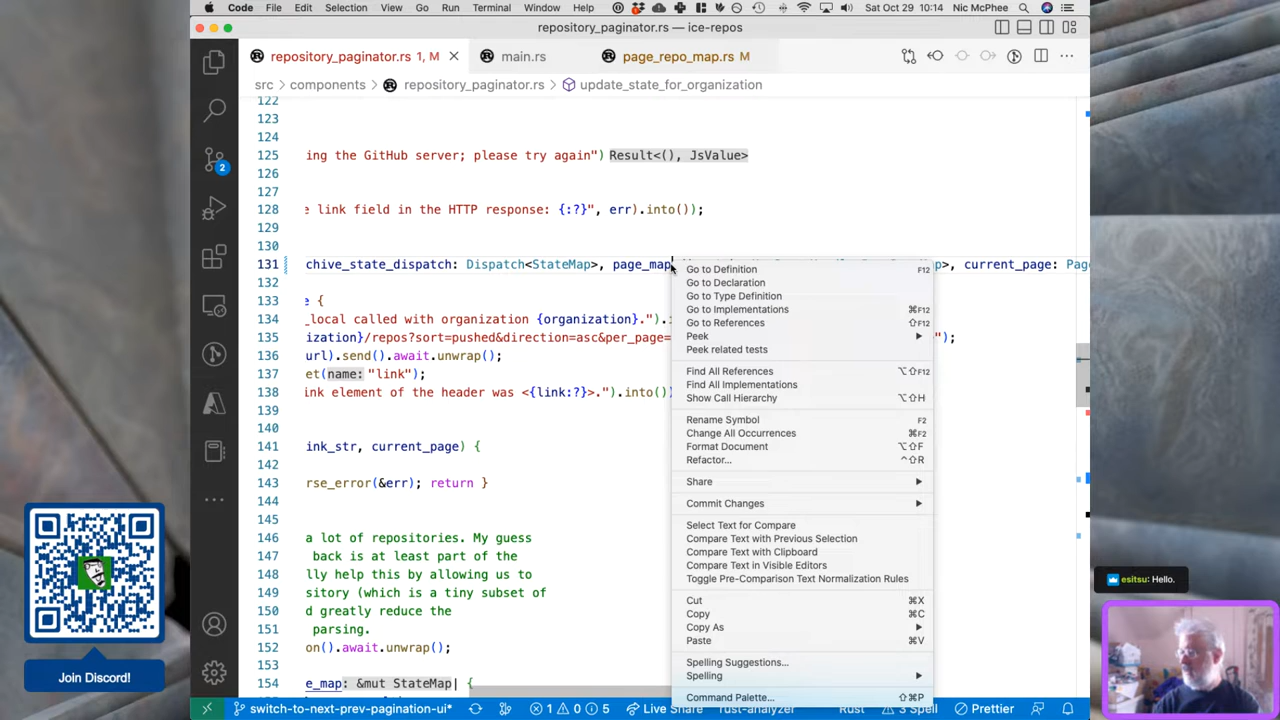 Code File Edit Selection View Go Run Terminal Window Help Sat Oct 29 10:14 Nic McPhee
repository_paginator.rs — ice-repos
repository_paginator.rs 1, M main.rs page_repo_map.rs M
src > components > repository_paginator.rs > update_state_for_organization
122
123
124
125 ing the GitHub server; please try again") Result<(), JsValue>
126
127
128 e link field in the HTTP response: {:?}", err).into());
129
130
131 chive_state_dispatch: Dispatch<StateMap>, page_map Map>, current_page: Pag
132
133 e {
134 _local called with organization {organization}.").i
135 ization}/repos?sort=pushed&direction=asc&per_page= ");
136 url).send().await.unwrap();
137 et(name: "link");
138 ink element of the header was <{link:?}>.").into()
139
140
141 ink_str, current_page) {
142
143 rse_error(&err); return }
144
145
146 a lot of repositories. My guess
147 back is at least part of the
148 lly help this by allowing us to
149 sitory (which is a tiny subset of
150 d greatly reduce the
151 parsing.
152 on().await.unwrap();
153
154 e_map: &mut StateMap| {
Go to Definition F12
Go to Declaration
Go to Type Definition
Go to Implementations ⌘F12
Go to References ⇧F12
Peek
Peek related tests
Find All References ⌥⇧F12
Find All Implementations
Show Call Hierarchy ⌥⇧H
Rename Symbol F2
Change All Occurrences ⌘F2
Format Document ⌥⇧F
Refactor... ^⇧R
Share
Commit Changes
Select Text for Compare
Compare Text with Previous Selection
Compare Text with Clipboard
Compare Text in Visible Editors
Toggle Pre-Comparison Text Normalization Rules
Cut ⌘X
Copy ⌘C
Copy As
Paste ⌘V
Spelling Suggestions...
Spelling
Command Palette... ⇧⌘P
2
switch-to-next-prev-pagination-ui* 1 0 5 Live Share rust-analyzer Rust 3 Spell Prettier
Join Discord!
esitsu: Hello.